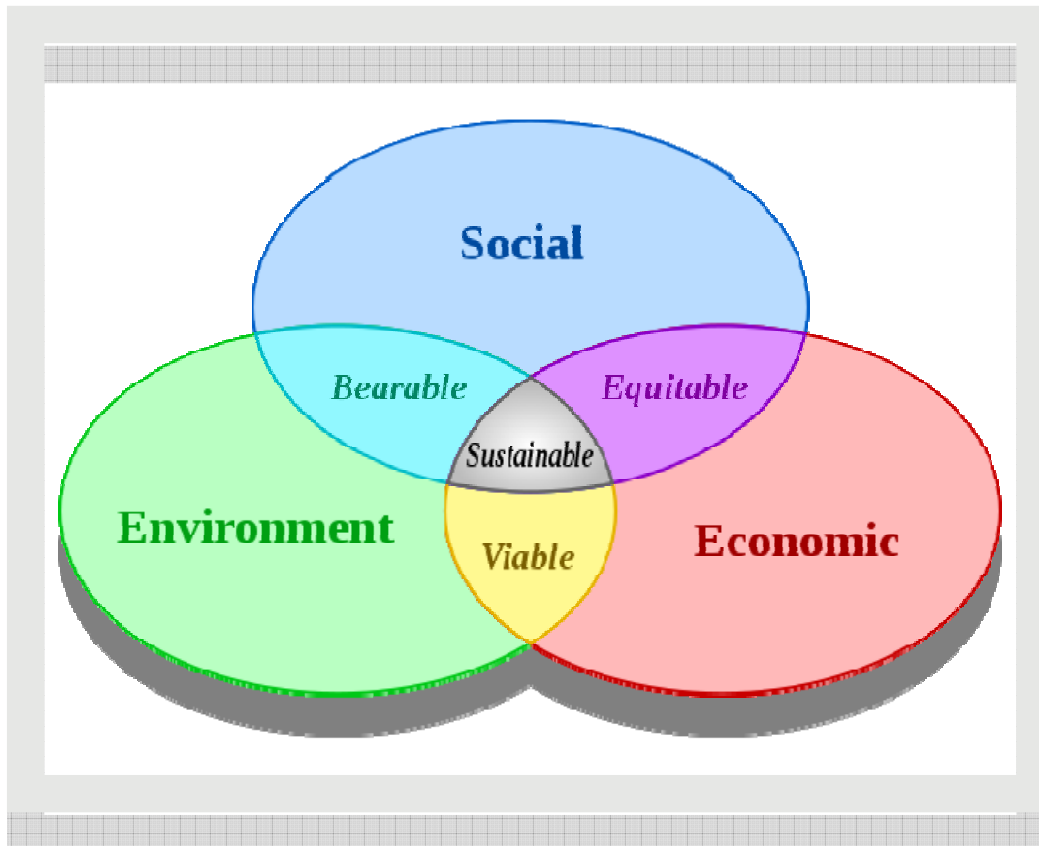 Social
Bearable
Equitable
Sustainable
Environment
Economic
Viable